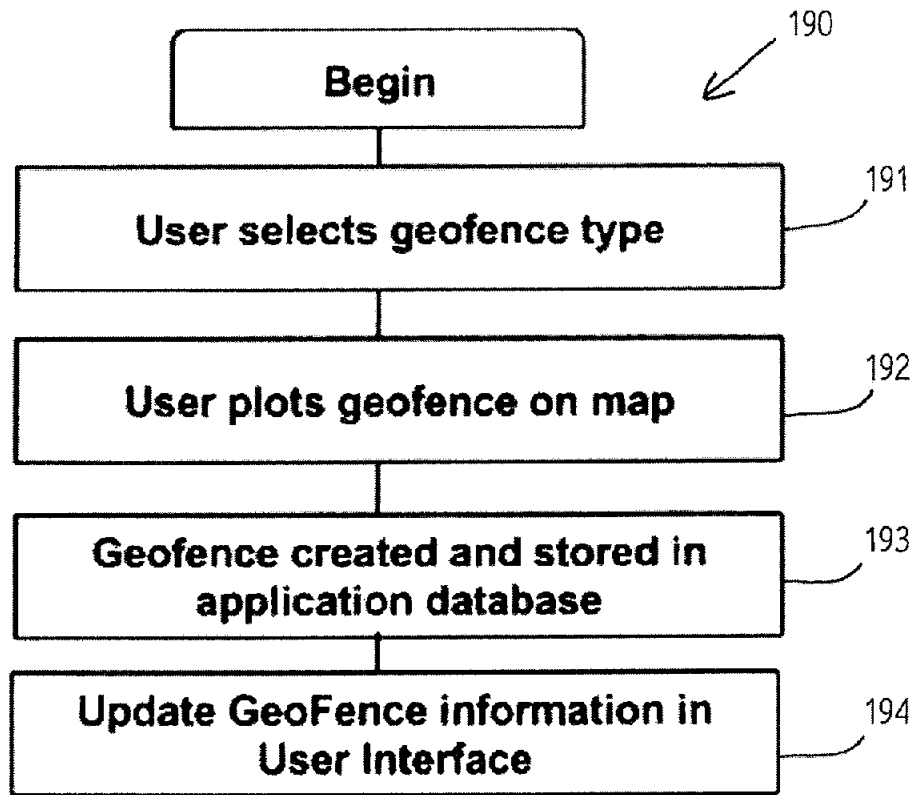 190
Begin
User selects geofence type
191
User plots geofence on map
192
Geofence created and stored in
application database
193
Update GeoFence information in
User Interface
194